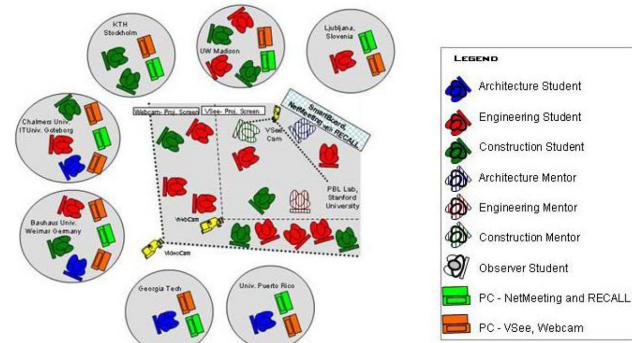 KTH
Stockholm
UW Madison
Ljubljana,
Slovenia
Webcam- Proj. Screen
VSee- Proj. Screen
SmartBoard,
NetMeeting with RECALL
VSee-
Cam
Chalmers Univ.
ITUniv. Goteborg
PBL Lab,
Stanford
University
Bauhaus Univ.
Weimar Germany
VideoCam
VideoCam
Georgia Tech
Univ. Puerto Rico
LEGEND
Architecture Student
Engineering Student
Construction Student
Architecture Mentor
Engineering Mentor
Construction Mentor
Observer Student
PC - NetMeeting and RECALL
PC - VSee, Webcam